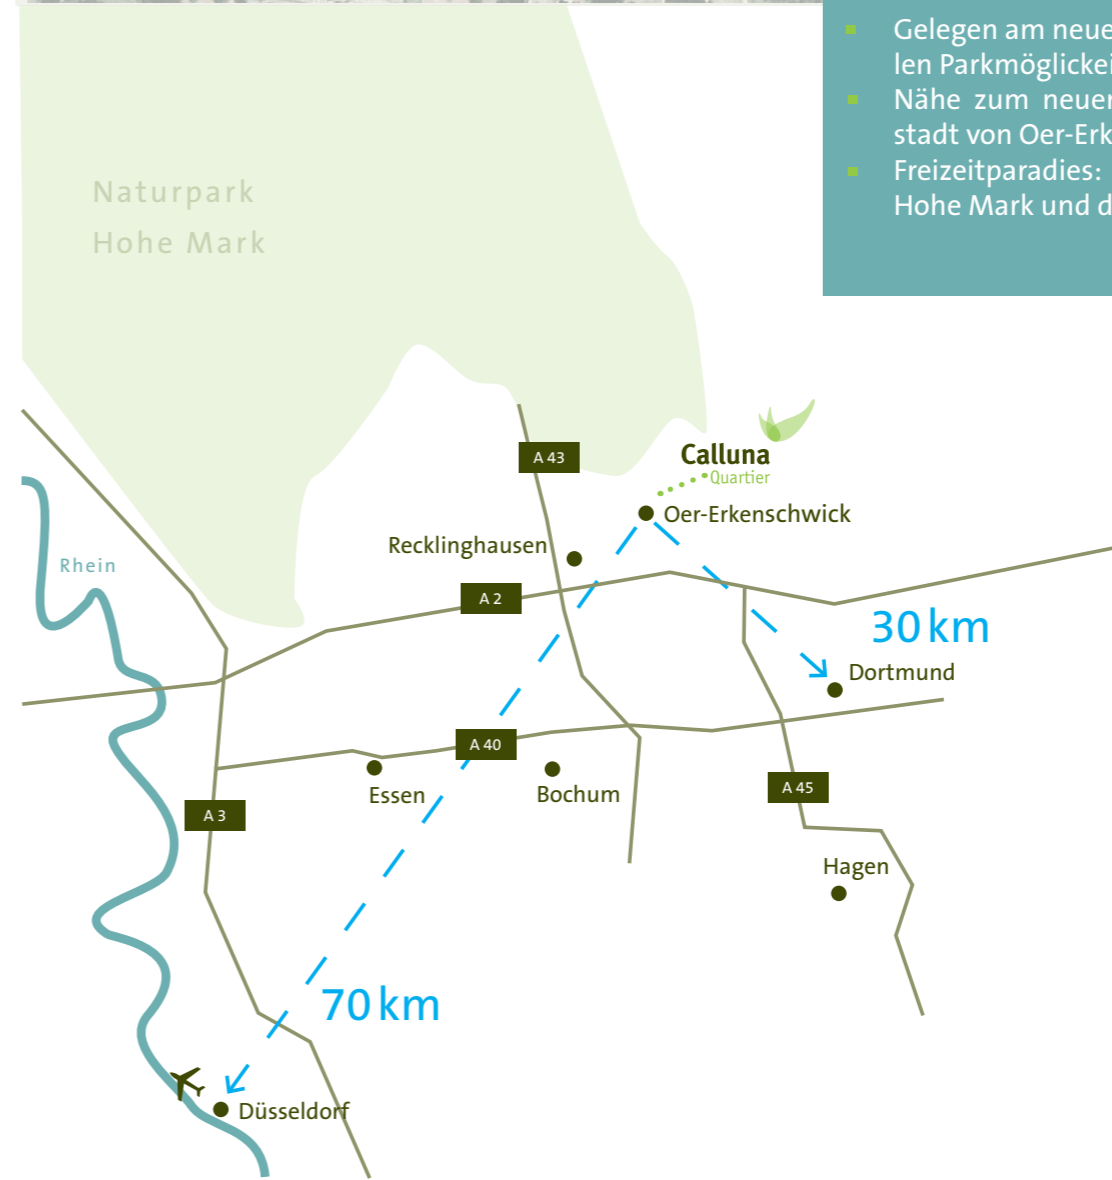 Gelegen am neue
len Parkmöglickei
Nähe zum neuer
stadt von Oer-Erk
Freizeitparadies:
Hohe Mark und d
Naturpark
Hohe Mark
A 43
Calluna
Quartier
Oer-Erkenschwick
Recklinghausen
Rhein
A 2
30 km
Dortmund
A 40
Essen
Bochum
A 45
A 3
Hagen
70 km
Düsseldorf